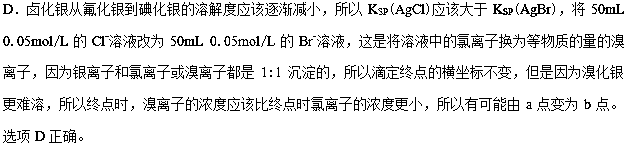 D．卤化银从氟化银到碘化银的溶解度应该逐渐减小，所以 KSP(AgCl)应该大于 KSP(AgBr)，将 50mL
0.05mol/L 的 Cl⁻溶液改为 50mL 0.05mol/L 的 Br⁻溶液，这是将溶液中的氯离子换为等物质的量的溴
离子，因为银离子和氯离子或溴离子都是 1:1 沉淀的，所以滴定终点的横坐标不变，但是因为溴化银
更难溶，所以终点时，溴离子的浓度应该比终点时氯离子的浓度更小，所以有可能由 a 点变为 b 点。
选项 D 正确。